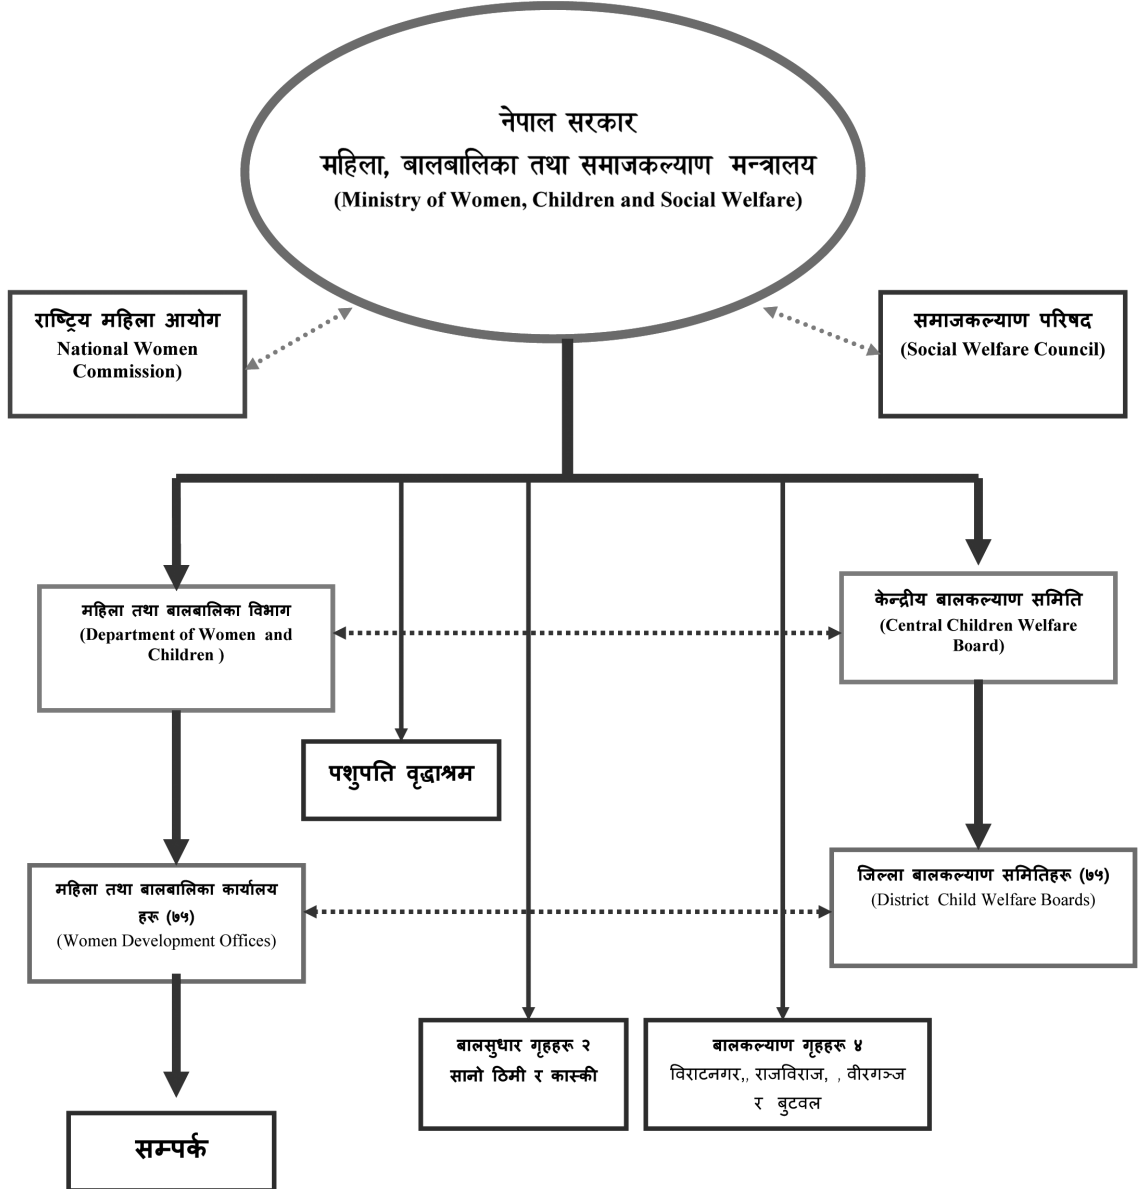 नेपाल सरकार
महिला, बालबालिका तथा समाजकल्याण मन्त्रालय
(Ministry of Women, Children and Social Welfare)
राष्ट्रिय महिला आयोग
National Women
Commission)
समाजकल्याण परिषद
(Social Welfare Council)
महिला तथा बालबालिका विभाग
(Department of Women and
Children )
केन्द्रीय बालकल्याण समिति
(Central Children Welfare
Board)
पशुपति वृद्धाश्रम
महिला तथा बालबालिका कार्यालय
हरू (७५)
(Women Development Offices)
जिल्ला बालकल्याण समितिहरू (७५)
(District Child Welfare Boards)
बालसुधार गृहहरू २
सानो ठिमी र कास्की
बालकल्याण गृहहरू ४
विराटनगर,, राजविराज, , वीरगञ्ज
र बुटवल
सम्पर्क